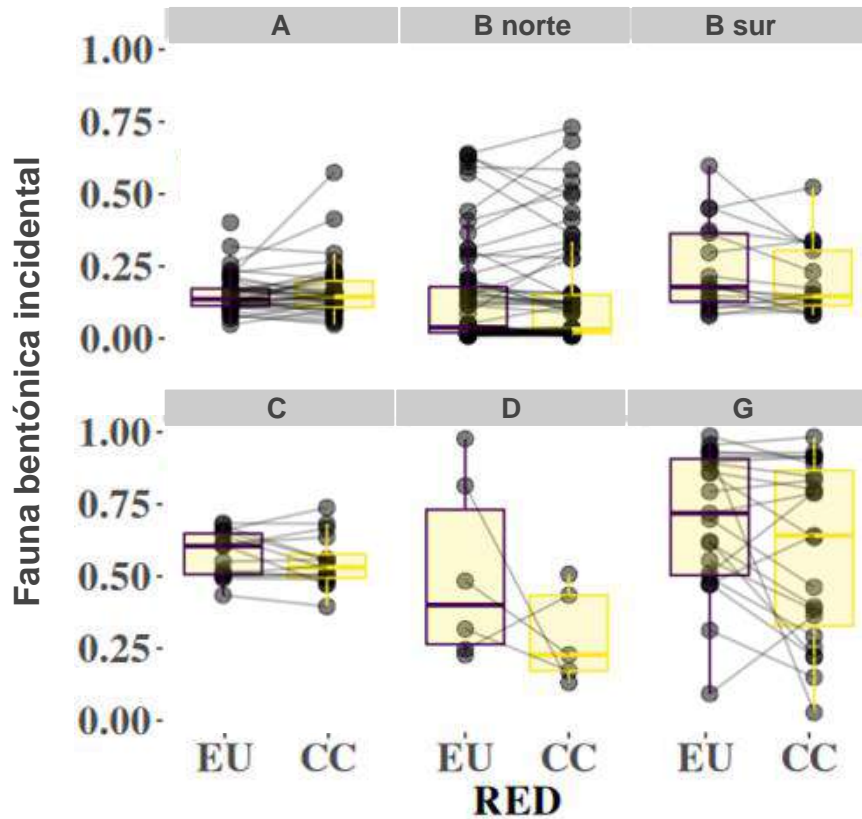 A B norte B sur
1.00
0.75
0.50
0.25
0.00
Fauna bentónica incidental
C D G
1.00
0.75
0.50
0.25
0.00
EU CC EU CC EU CC
RED